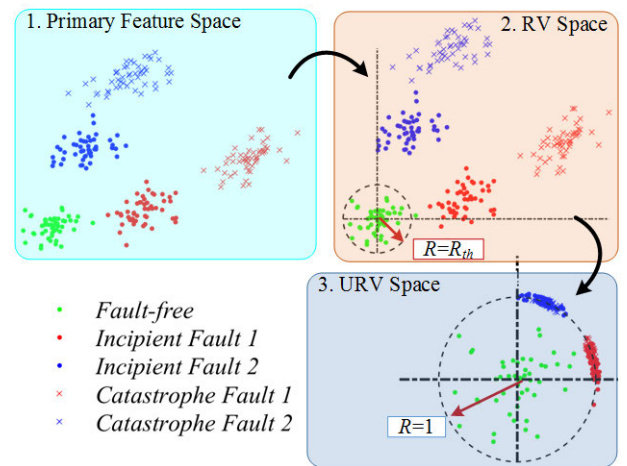 1. Primary Feature Space
2. RV Space
R=Rth
3. URV Space
R=1
Fault-free
Incipient Fault 1
Incipient Fault 2
Catastrophe Fault 1
Catastrophe Fault 2